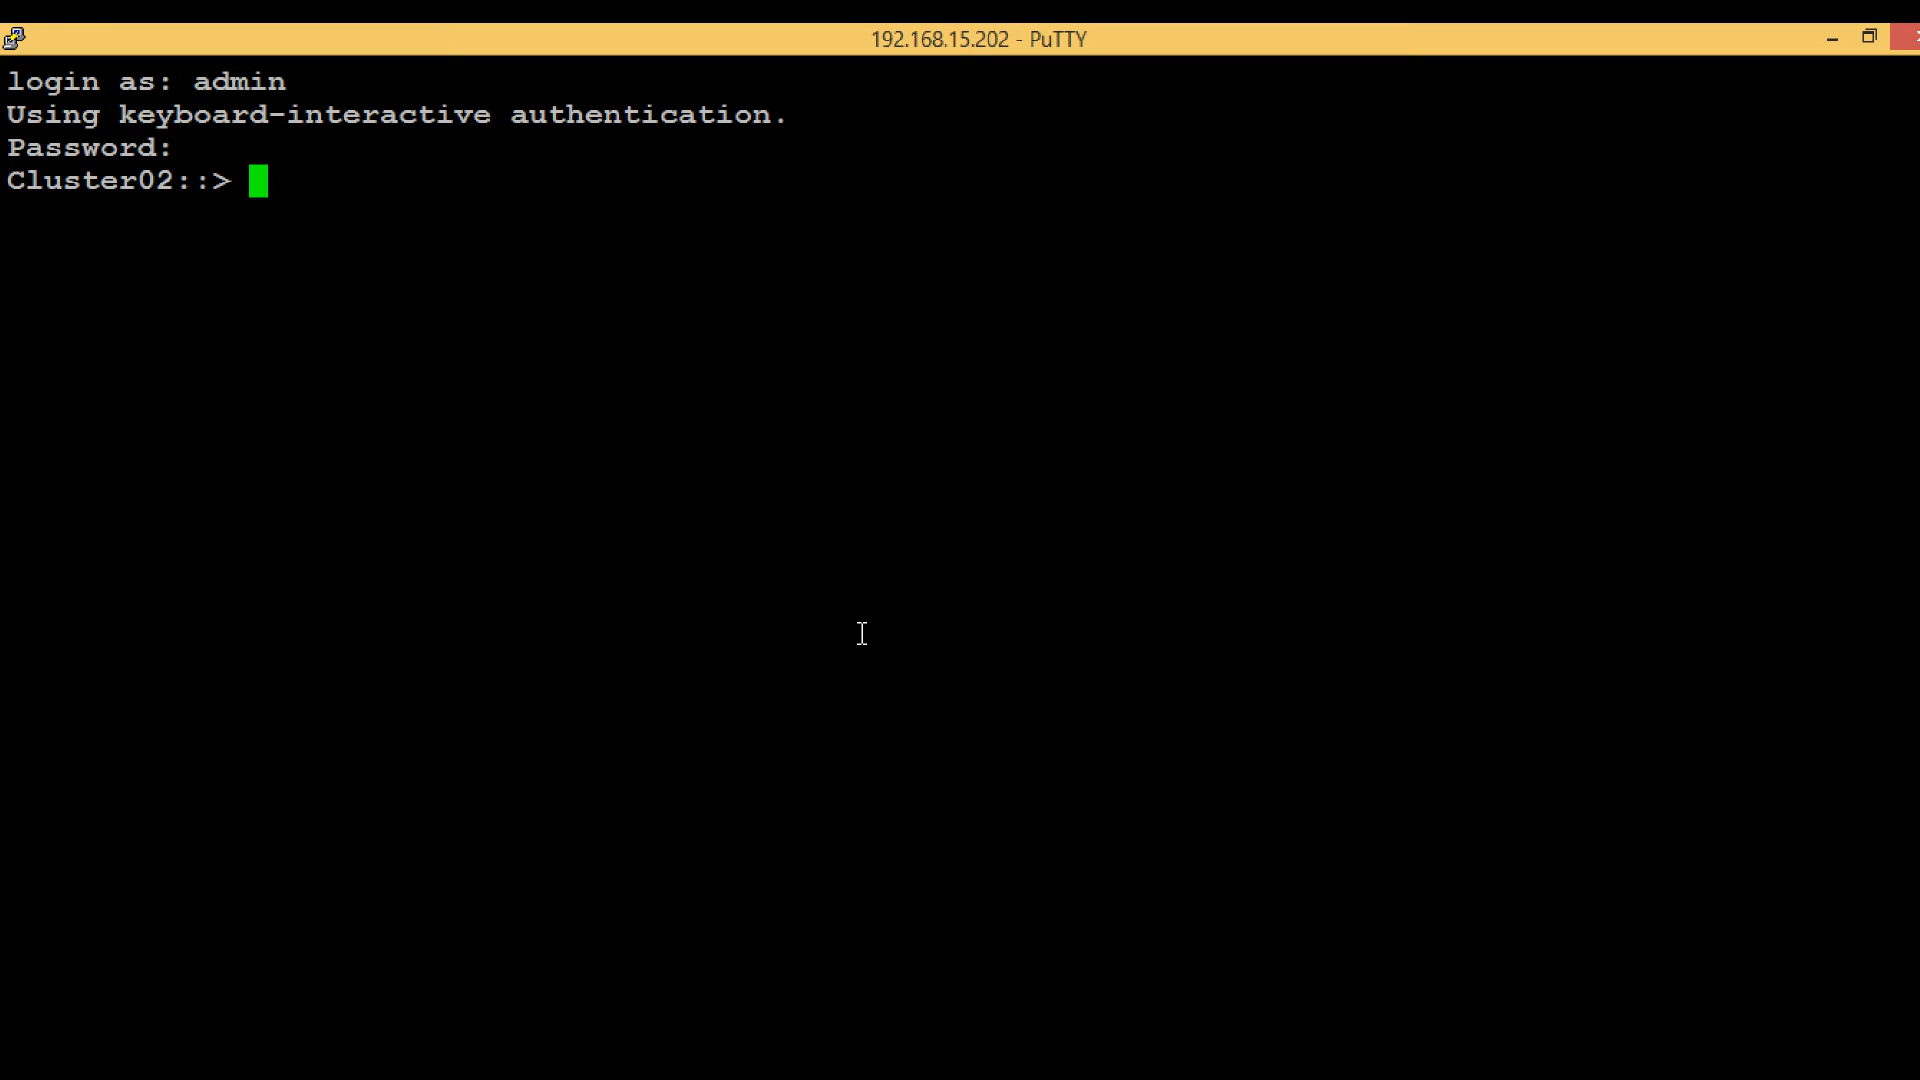 192.168.15.202 - PuTTY
login as: admin
Using keyboard-interactive authentication.
Password:
Cluster02::>